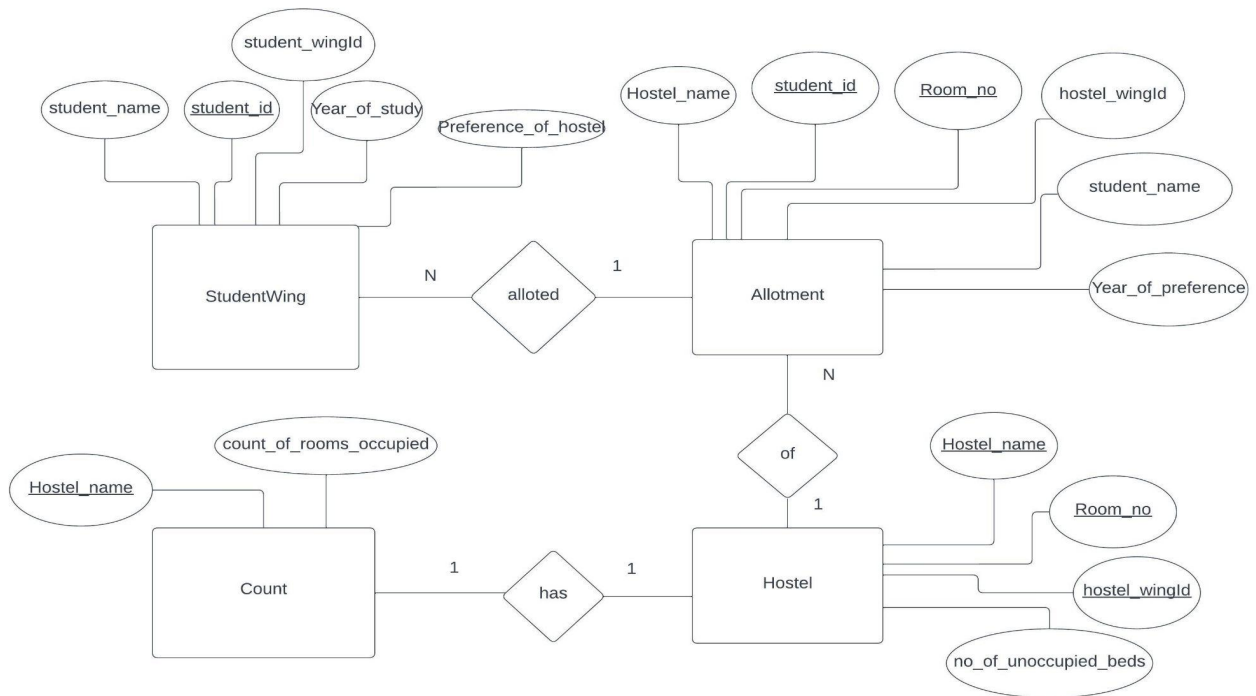 student_wingId
student_name
student_id
Year_of_study
Preference_of_hostel
Hostel_name
student_id
Room_no
hostel_wingId
student_name
Year_of_preference
StudentWing
N
alloted
1
Allotment
N
of
1
count_of_rooms_occupied
Hostel_name
Count
1
has
1
Hostel
Hostel_name
Room_no
hostel_wingId
no_of_unoccupied_beds